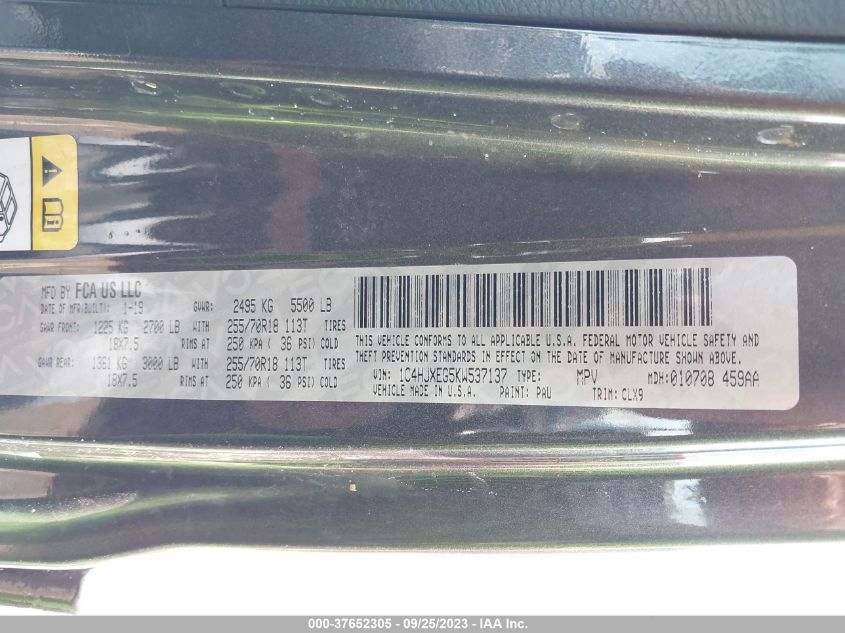 MFD BY FCA US LLC
DATE OF MFR/BUILT: 1-19 GVWR: 2495 KG 5500 LB
GAWR FRONT: 1225 KG 2700 LB WITH 255/70R18 113T TIRES
18X7.5 RIMS AT 250 KPA ( 36 PSI) COLD
GAWR REAR: 1361 KG 3000 LB WITH 255/70R18 113T TIRES
18X7.5 RIMS AT 250 KPA ( 36 PSI) COLD
THIS VEHICLE CONFORMS TO ALL APPLICABLE U.S.A. FEDERAL MOTOR VEHICLE SAFETY AND
THEFT PREVENTION STANDARDS IN EFFECT ON THE DATE OF MANUFACTURE SHOWN ABOVE.
VIN: 1C4HJXEG5KW537137 TYPE: MPV MDH:010708 459AA
VEHICLE MADE IN U.S.A. PAINT: PAU TRIM: CLX9
000-37652305 - 09/25/2023 - IAA Inc.